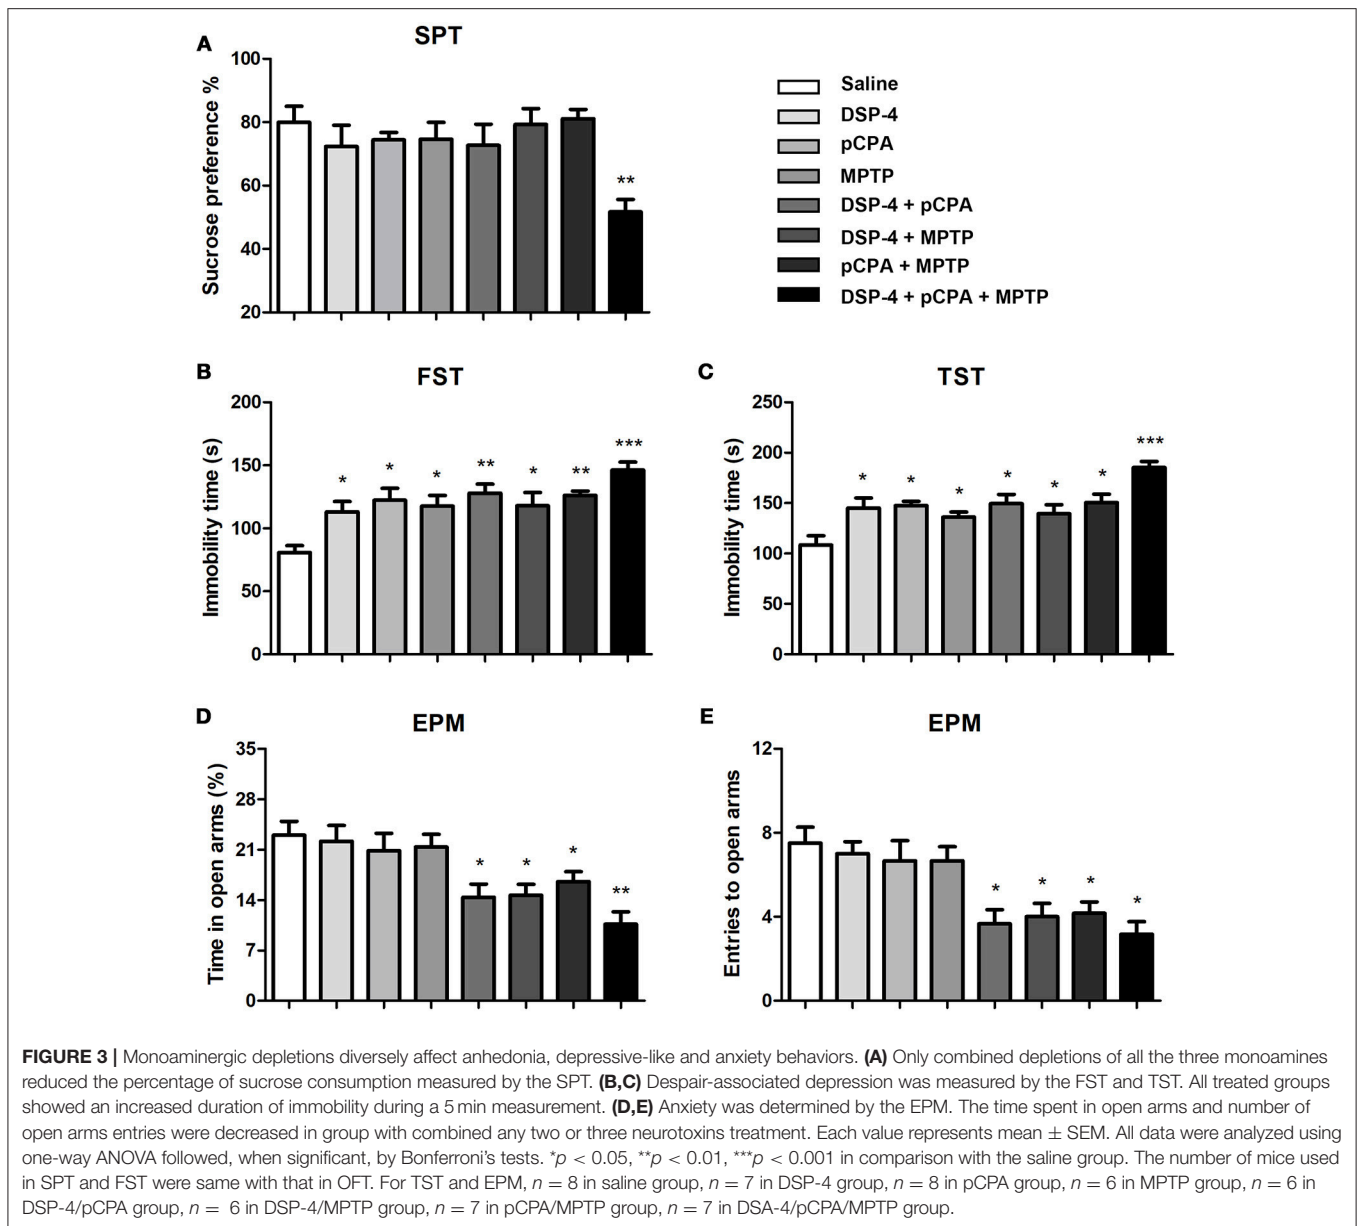 A
SPT
Sucrose preference %
100
80
60
40
20
**
Saline
DSP-4
pCPA
MPTP
DSP-4 + pCPA
DSP-4 + MPTP
pCPA + MPTP
DSP-4 + pCPA + MPTP
B
FST
Immobility time (s)
200
150
100
50
0
*
*
*
**
*
**
***
C
TST
Immobility time (s)
250
200
150
100
50
0
*
*
*
*
*
*
***
D
EPM
Time in open arms (%)
35
28
21
14
7
0
*
*
*
**
E
EPM
Entries to open arms
12
8
4
0
*
*
*
*
FIGURE 3 | Monoaminergic depletions diversely affect anhedonia, depressive-like and anxiety behaviors. (A) Only combined depletions of all the three monoamines
reduced the percentage of sucrose consumption measured by the SPT. (B,C) Despair-associated depression was measured by the FST and TST. All treated groups
showed an increased duration of immobility during a 5 min measurement. (D,E) Anxiety was determined by the EPM. The time spent in open arms and number of
open arms entries were decreased in group with combined any two or three neurotoxins treatment. Each value represents mean ± SEM. All data were analyzed using
one-way ANOVA followed, when significant, by Bonferroni's tests. *p < 0.05, **p < 0.01, ***p < 0.001 in comparison with the saline group. The number of mice used
in SPT and FST were same with that in OFT. For TST and EPM, n = 8 in saline group, n = 7 in DSP-4 group, n = 8 in pCPA group, n = 6 in MPTP group, n = 6 in
DSP-4/pCPA group, n = 6 in DSP-4/MPTP group, n = 7 in pCPA/MPTP group, n = 7 in DSA-4/pCPA/MPTP group.